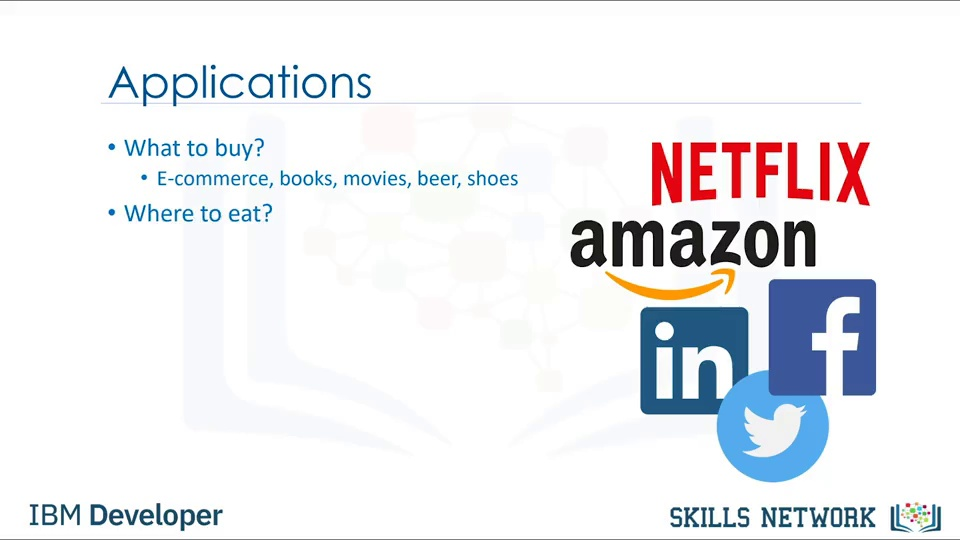 Applications
• What to buy?
• E-commerce, books, movies, beer, shoes
• Where to eat?
NETFLIX
amazon
in
f
IBM Developer
SKILLS NETWORK